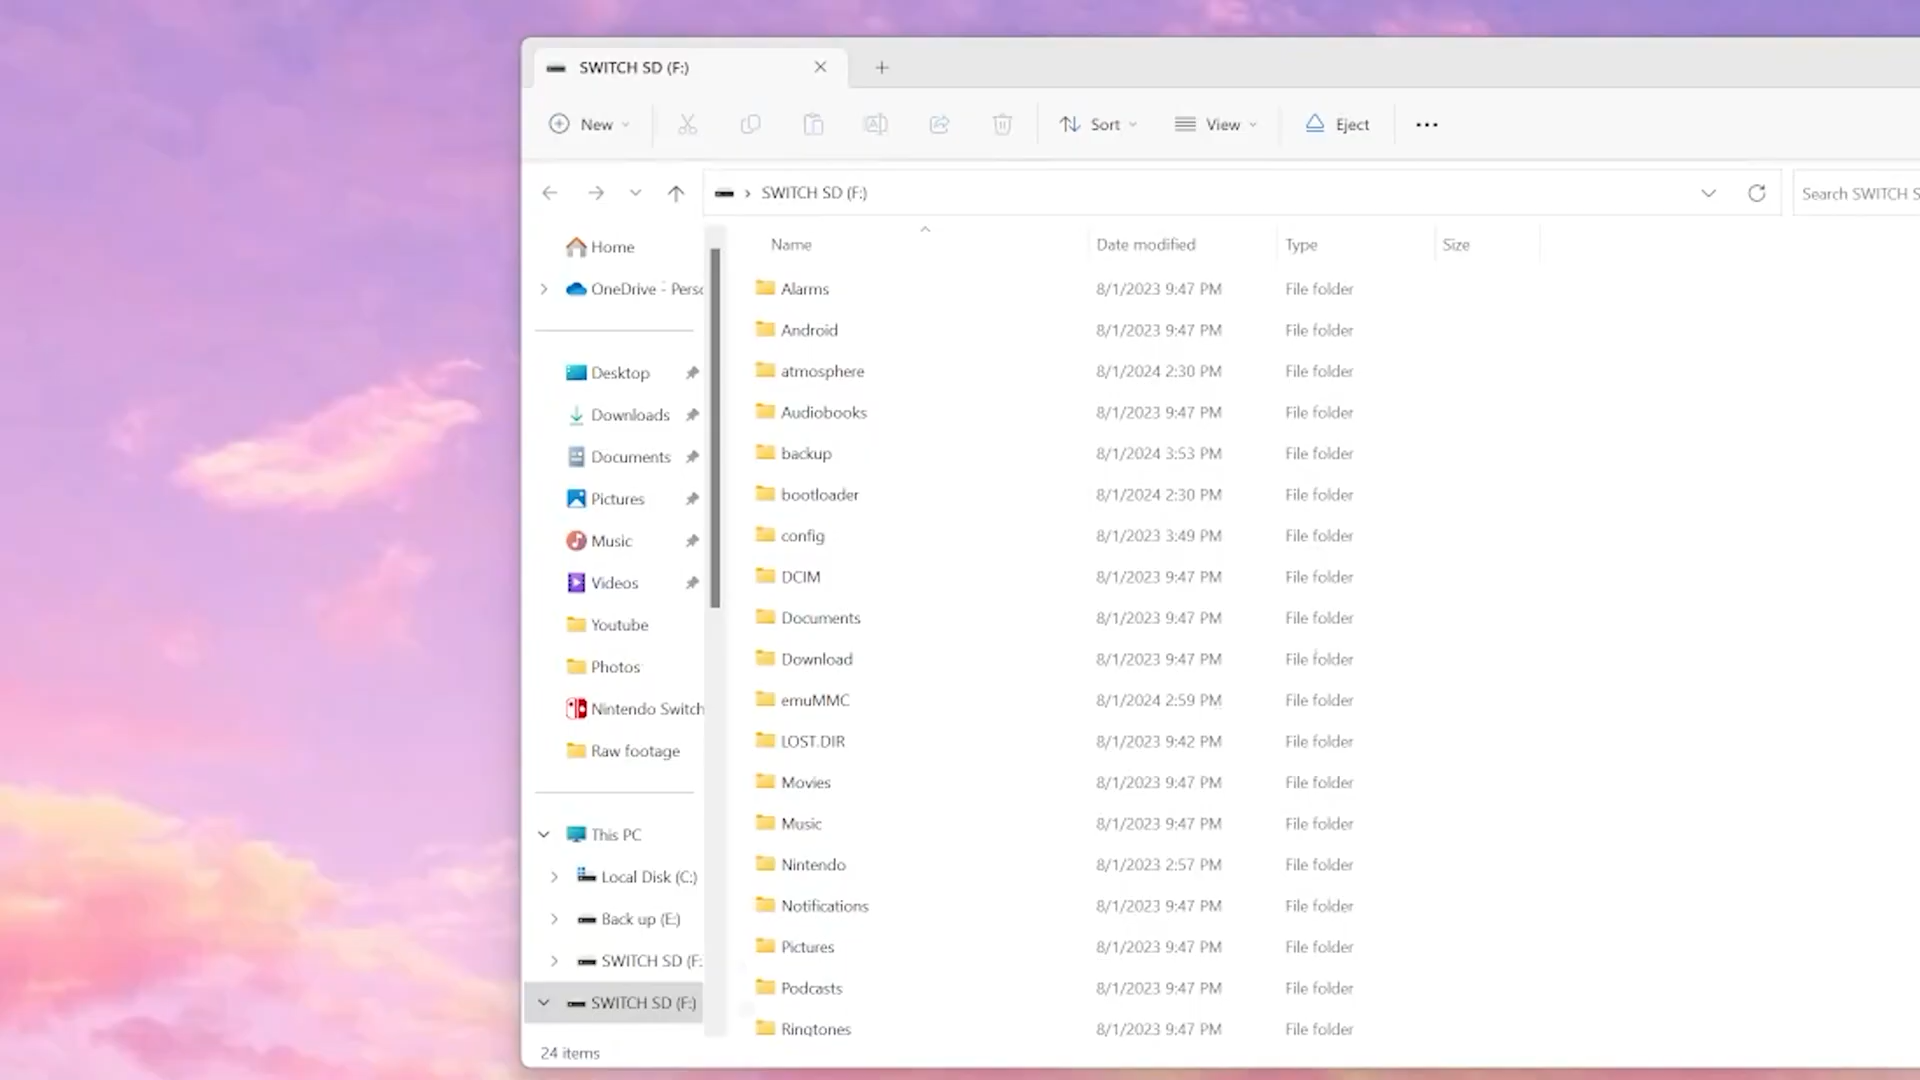 SWITCH SD (F:)
New
Sort
View
Eject
SWITCH SD (F:)
Search SWITCH S
Home
OneDrive - Perso
Desktop
Downloads
Documents
Pictures
Music
Videos
Youtube
Photos
Nintendo Switch
Raw footage
This PC
Local Disk (C:)
Back up (E:)
SWITCH SD (F:
SWITCH SD (F:)
Name Date modified Type Size
Alarms 8/1/2023 9:47 PM File folder
Android 8/1/2023 9:47 PM File folder
atmosphere 8/1/2024 2:30 PM File folder
Audiobooks 8/1/2023 9:47 PM File folder
backup 8/1/2024 3:53 PM File folder
bootloader 8/1/2024 2:30 PM File folder
config 8/1/2023 3:49 PM File folder
DCIM 8/1/2023 9:47 PM File folder
Documents 8/1/2023 9:47 PM File folder
Download 8/1/2023 9:47 PM File folder
emuMMC 8/1/2024 2:59 PM File folder
LOST.DIR 8/1/2023 9:42 PM File folder
Movies 8/1/2023 9:47 PM File folder
Music 8/1/2023 9:47 PM File folder
Nintendo 8/1/2023 2:57 PM File folder
Notifications 8/1/2023 9:47 PM File folder
Pictures 8/1/2023 9:47 PM File folder
Podcasts 8/1/2023 9:47 PM File folder
Ringtones 8/1/2023 9:47 PM File folder
24 items